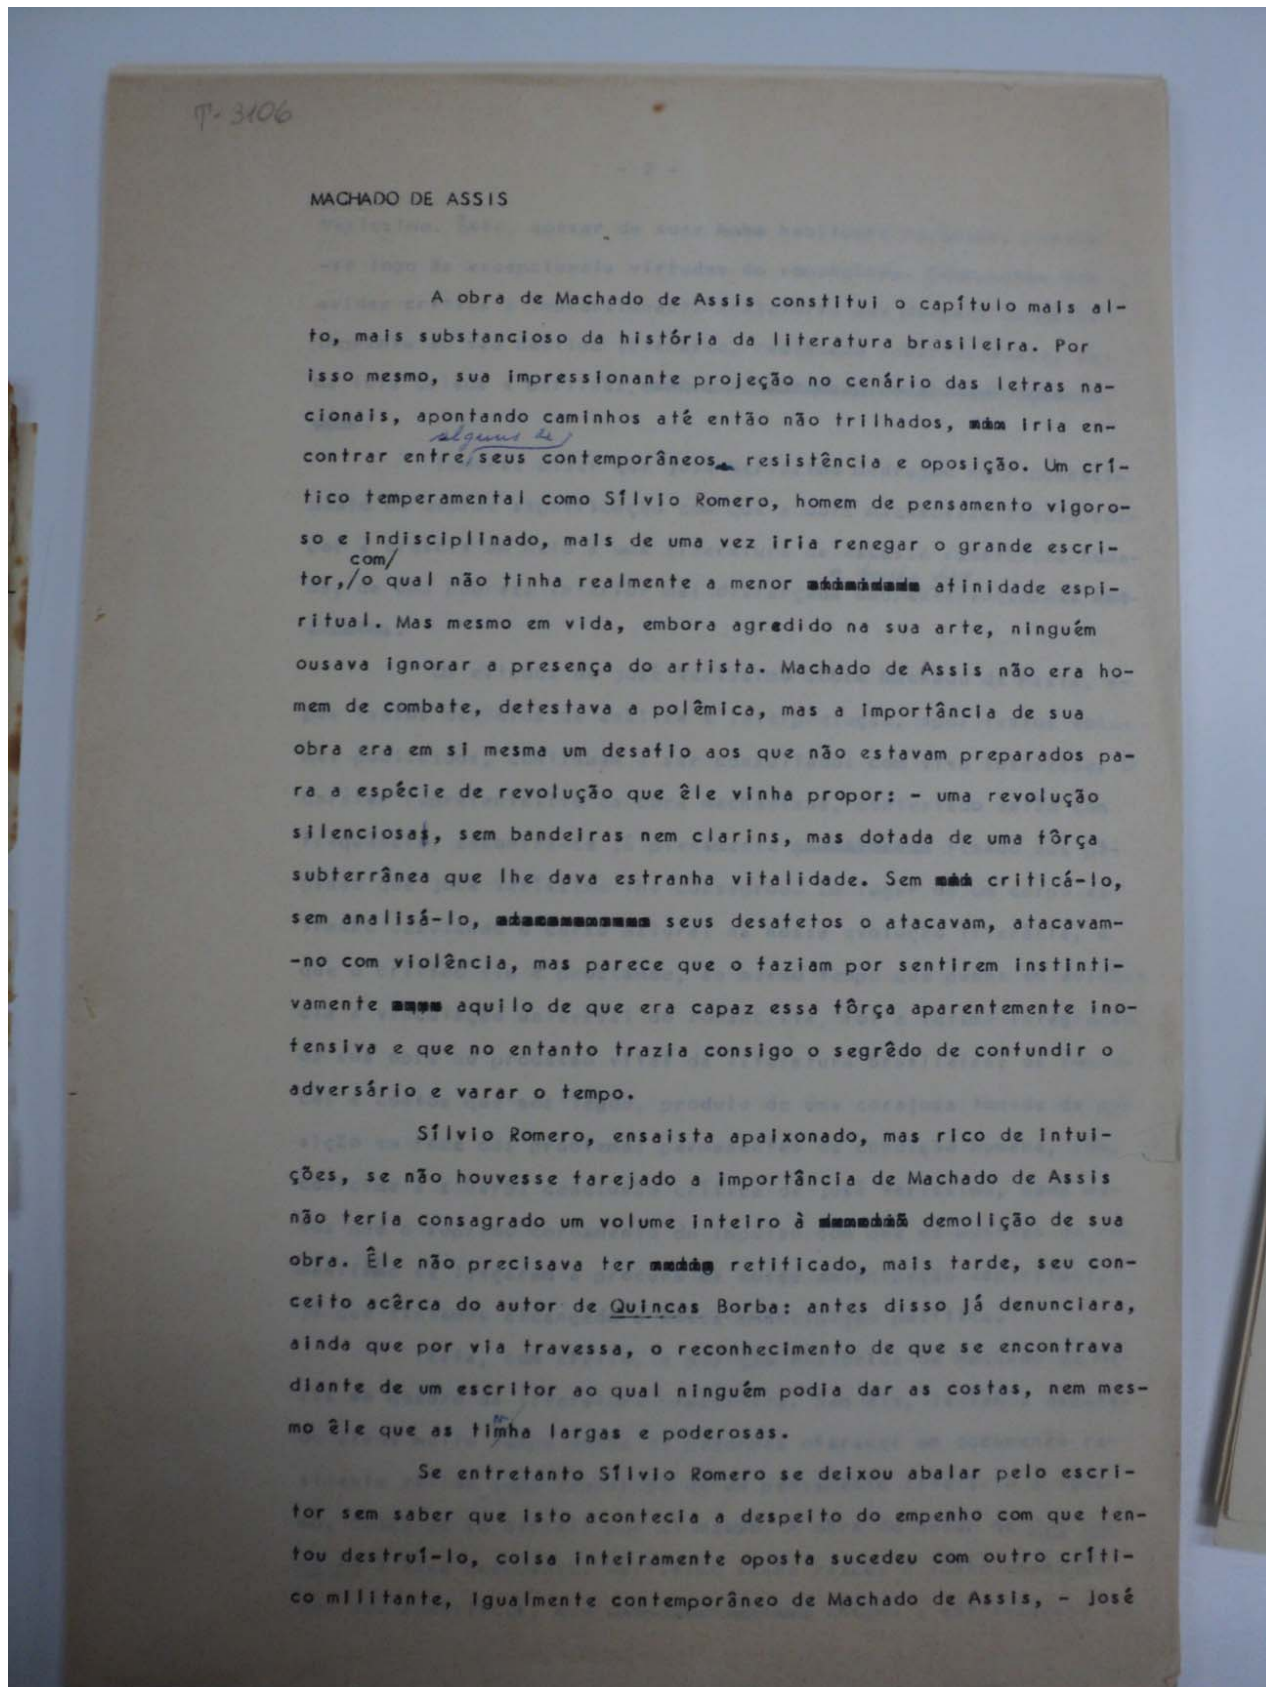 T-3106
MACHADO DE ASSIS
A obra de Machado de Assis constitui o capítulo mais al-
to, mais substancioso da história da literatura brasileira. Por
isso mesmo, sua impressionante projeção no cenário das letras na-
cionais, apontando caminhos até então não trilhados, iria en-
alguns de
contrar entre seus contemporâneos resistência e oposição. Um crí-
tico temperamental como Sílvio Romero, homem de pensamento vigoro-
so e indisciplinado, mais de uma vez iria renegar o grande escri-
com/
tor,/o qual não tinha realmente a menor afinidade espi-
ritual. Mas mesmo em vida, embora agredido na sua arte, ninguém
ousava ignorar a presença do artista. Machado de Assis não era ho-
mem de combate, detestava a polêmica, mas a importância de sua
obra era em si mesma um desafio aos que não estavam preparados pa-
ra a espécie de revolução que êle vinha propor: - uma revolução
silenciosa, sem bandeiras nem clarins, mas dotada de uma fôrça
subterrânea que lhe dava estranha vitalidade. Sem criticá-lo,
sem analisá-lo, seus desafetos o atacavam, atacavam-
-no com violência, mas parece que o faziam por sentirem instinti-
vamente aquilo de que era capaz essa fôrça aparentemente ino-
fensiva e que no entanto trazia consigo o segrêdo de confundir o
adversário e varar o tempo.
Sílvio Romero, ensaista apaixonado, mas rico de intui-
ções, se não houvesse farejado a importância de Machado de Assis
não teria consagrado um volume inteiro à demolição de sua
obra. Êle não precisava ter retificado, mais tarde, seu con-
ceito acêrca do autor de Quincas Borba: antes disso já denunciara,
ainda que por via travessa, o reconhecimento de que se encontrava
diante de um escritor ao qual ninguém podia dar as costas, nem mes-
mo êle que as tinha largas e poderosas.
Se entretanto Sílvio Romero se deixou abalar pelo escri-
tor sem saber que isto acontecia a despeito do empenho com que ten-
tou destruí-lo, coisa inteiramente oposta sucedeu com outro críti-
co militante, igualmente contemporâneo de Machado de Assis, - José